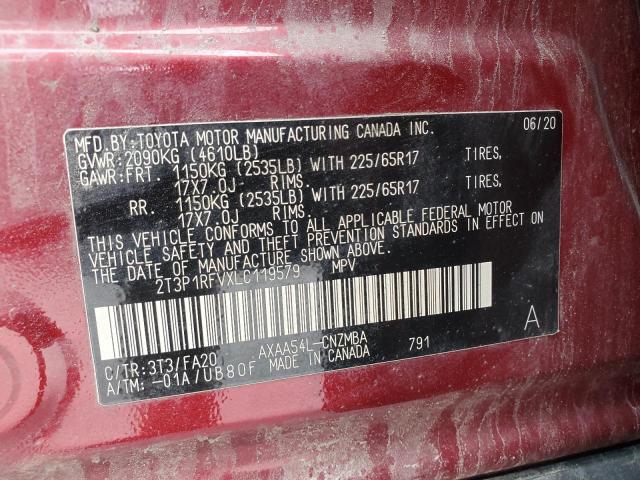 MFD.BY:TOYOTA MOTOR MANUFACTURING CANADA INC. 06/20
GVWR:2090KG (4610LB)
GAWR:FRT. 1150KG (2535LB) WITH 225/65R17 TIRES,
17X7.0J RIMS.
RR. 1150KG (2535LB) WITH 225/65R17 TIRES,
17X7.0J RIMS.
THIS VEHICLE CONFORMS TO ALL APPLICABLE FEDERAL MOTOR
VEHICLE SAFETY AND THEFT PREVENTION STANDARDS IN EFFECT ON
THE DATE OF MANUFACTURE SHOWN ABOVE.
2T3P1RFVXLC119579 MPV
A
C/TR:3T3/FA20 AXAA54L-CNZMBA 791
A/TM:-01A/UB80F MADE IN CANADA